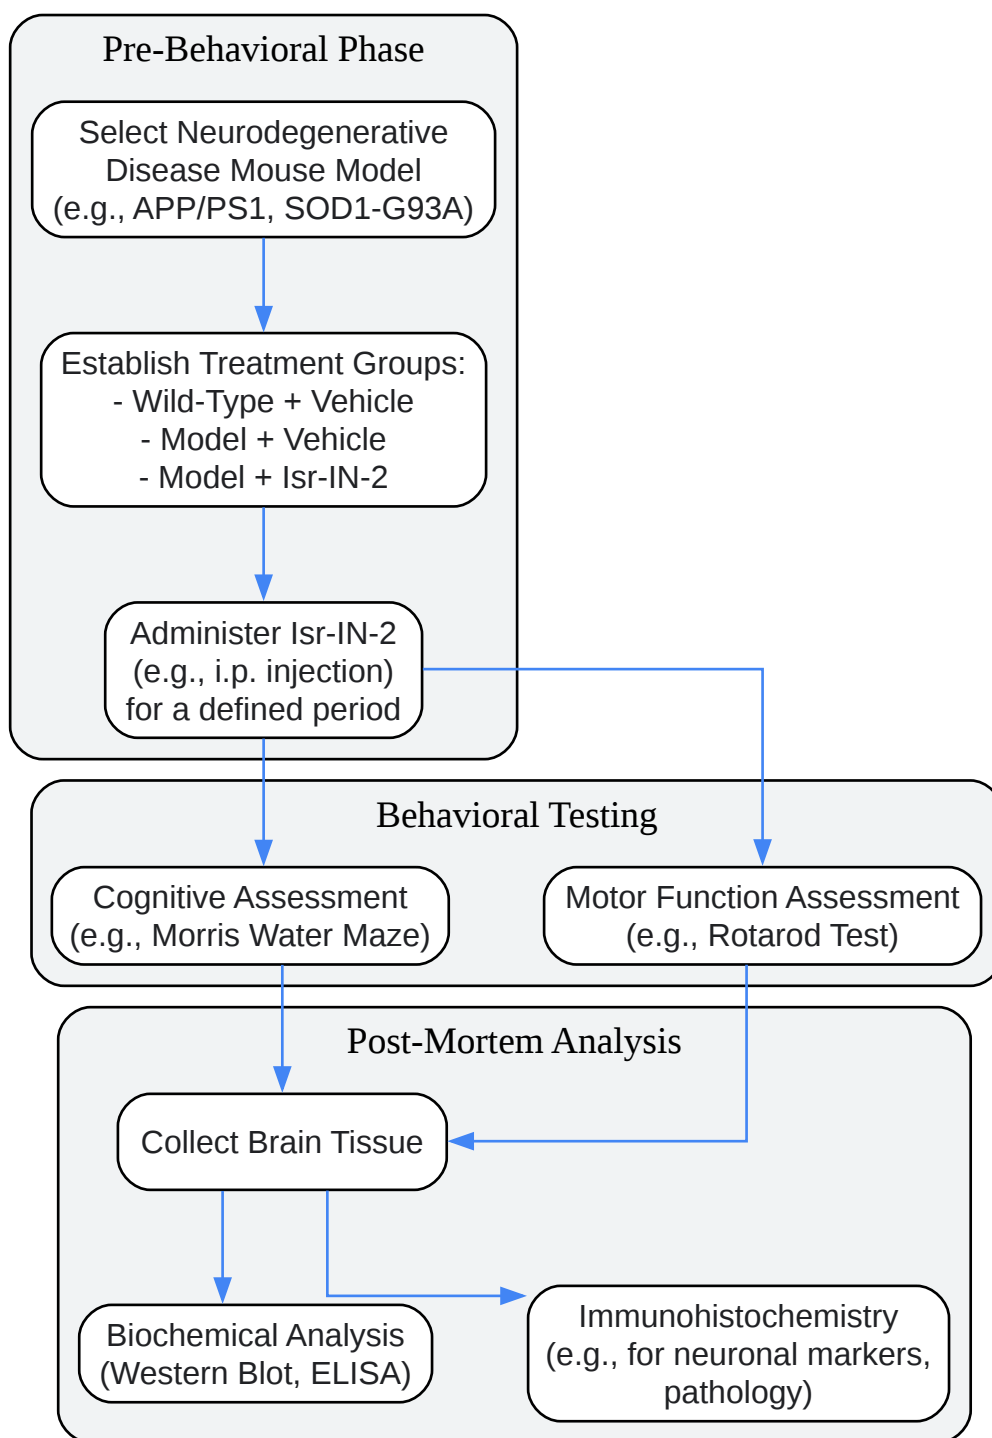 Pre-Behavioral Phase
Select Neurodegenerative
Disease Mouse Model
(e.g., APP/PS1, SOD1-G93A)
Establish Treatment Groups:
- Wild-Type + Vehicle
- Model + Vehicle
- Model + Isr-IN-2
Administer Isr-IN-2
(e.g., i.p. injection)
for a defined period
Behavioral Testing
Cognitive Assessment
(e.g., Morris Water Maze)
Motor Function Assessment
(e.g., Rotarod Test)
Post-Mortem Analysis
Collect Brain Tissue
Biochemical Analysis
(Western Blot, ELISA)
Immunohistochemistry
(e.g., for neuronal markers,
pathology)